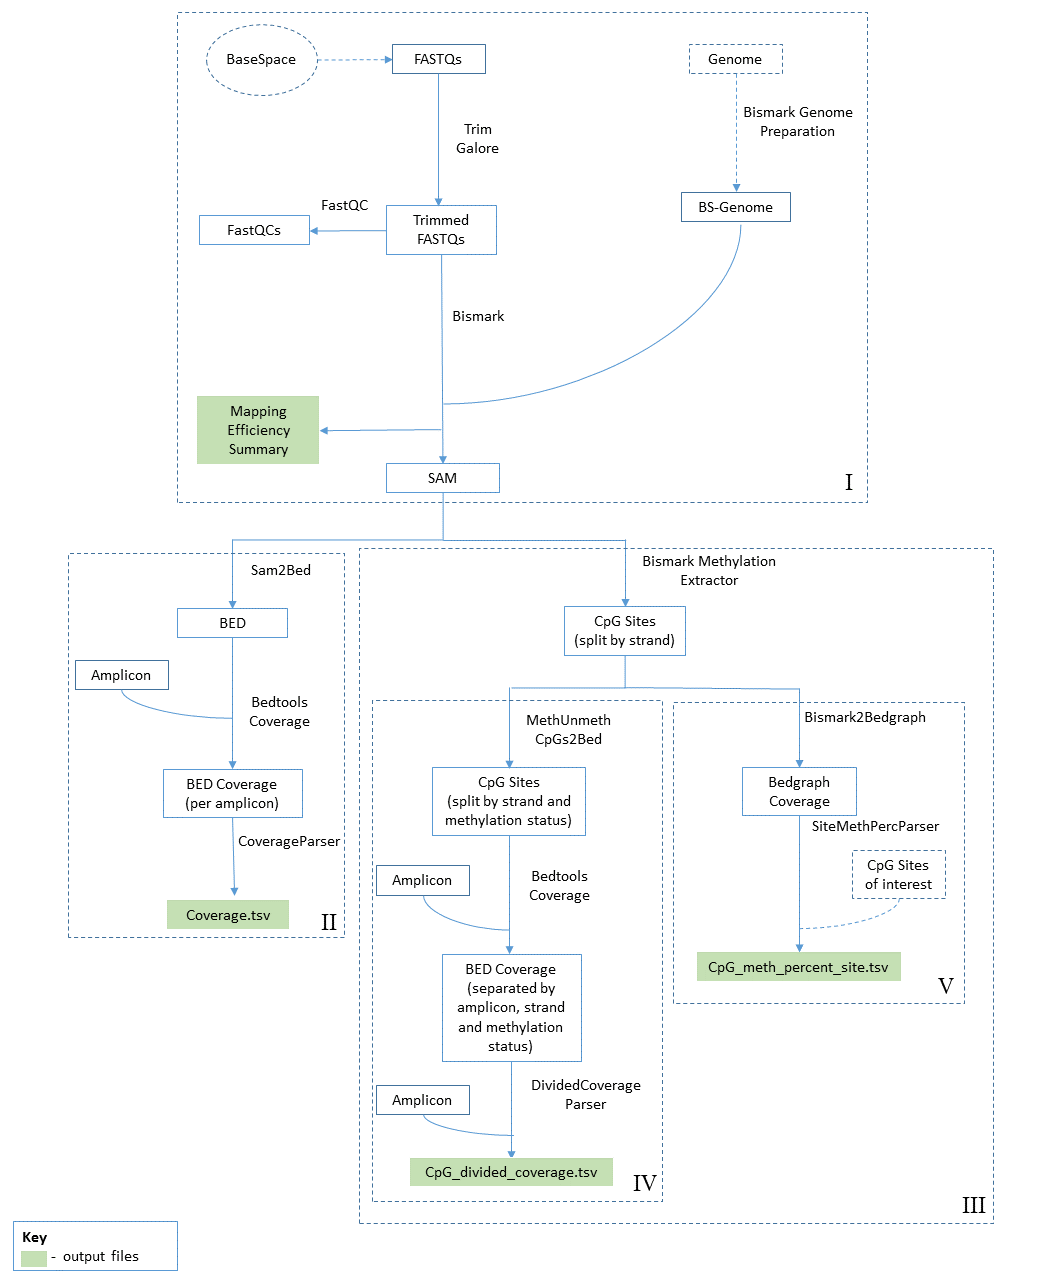 BaseSpace
FASTQs
Genome
Trim
Galore
Bismark Genome
Preparation
FastQC
FastQCs
Trimmed
FASTQs
BS-Genome
Bismark
Mapping
Efficiency
Summary
SAM
I
Sam2Bed
BED
Amplicon
Bedtools
Coverage
BED Coverage
(per amplicon)
CoverageParser
Coverage.tsv
II
Bismark Methylation
Extractor
CpG Sites
(split by strand)
MethUnmeth
CpGs2Bed
CpG Sites
(split by strand and
methylation status)
Amplicon
Bedtools
Coverage
BED Coverage
(separated by
amplicon, strand
and methylation
status)
Amplicon
DividedCoverage
Parser
CpG_divided_coverage.tsv
IV
Bismark2Bedgraph
Bedgraph
Coverage
SiteMethPercParser
CpG Sites
of interest
CpG_meth_percent_site.tsv
V
III
Key
- output files